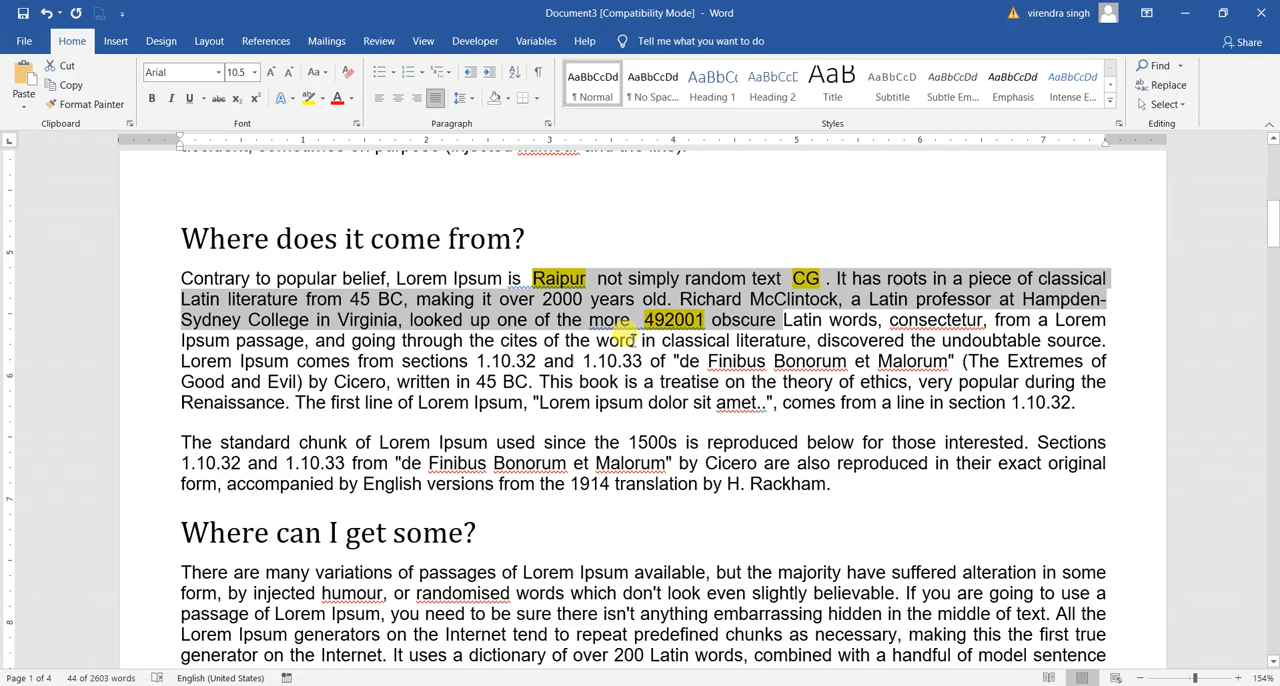 Document3 [Compatibility Mode] - Word
virendra singh
File Home Insert Design Layout References Mailings Review View Developer Variables Help Tell me what you want to do
Share
Paste
Cut
Copy
Format Painter
Clipboard
Arial 10.5
Aa
B I U abc x₂ x²
Font
Paragraph
AaBbCcDd AaBbCcDd AaBbCc AaBbCcE AaB AaBbCcD AaBbCcDd AaBbCcDd AaBbCcDd
¶ Normal ¶ No Spac... Heading 1 Heading 2 Title Subtitle Subtle Em... Emphasis Intense E...
Styles
Find
Replace
Select
Editing
1 2 3 4 5 6 7
Where does it come from?
Contrary to popular belief, Lorem Ipsum is Raipur not simply random text CG . It has roots in a piece of classical
Latin literature from 45 BC, making it over 2000 years old. Richard McClintock, a Latin professor at Hampden-
Sydney College in Virginia, looked up one of the more 492001 obscure Latin words, consectetur, from a Lorem
Ipsum passage, and going through the cites of the word in classical literature, discovered the undoubtable source.
Lorem Ipsum comes from sections 1.10.32 and 1.10.33 of "de Finibus Bonorum et Malorum" (The Extremes of
Good and Evil) by Cicero, written in 45 BC. This book is a treatise on the theory of ethics, very popular during the
Renaissance. The first line of Lorem Ipsum, "Lorem ipsum dolor sit amet..", comes from a line in section 1.10.32.
The standard chunk of Lorem Ipsum used since the 1500s is reproduced below for those interested. Sections
1.10.32 and 1.10.33 from "de Finibus Bonorum et Malorum" by Cicero are also reproduced in their exact original
form, accompanied by English versions from the 1914 translation by H. Rackham.
Where can I get some?
There are many variations of passages of Lorem Ipsum available, but the majority have suffered alteration in some
form, by injected humour, or randomised words which don't look even slightly believable. If you are going to use a
passage of Lorem Ipsum, you need to be sure there isn't anything embarrassing hidden in the middle of text. All the
Lorem Ipsum generators on the Internet tend to repeat predefined chunks as necessary, making this the first true
generator on the Internet. It uses a dictionary of over 200 Latin words, combined with a handful of model sentence
Page 1 of 4 44 of 2603 words English (United States) 154%